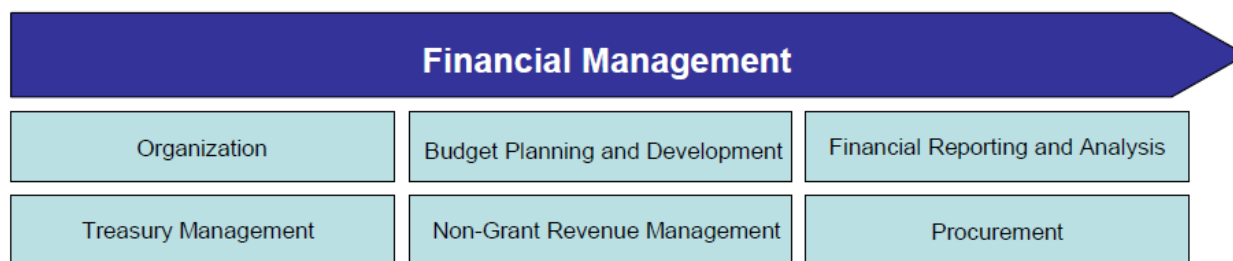 Financial Management
Organization
Budget Planning and Development
Financial Reporting and Analysis
Treasury Management
Non-Grant Revenue Management
Procurement